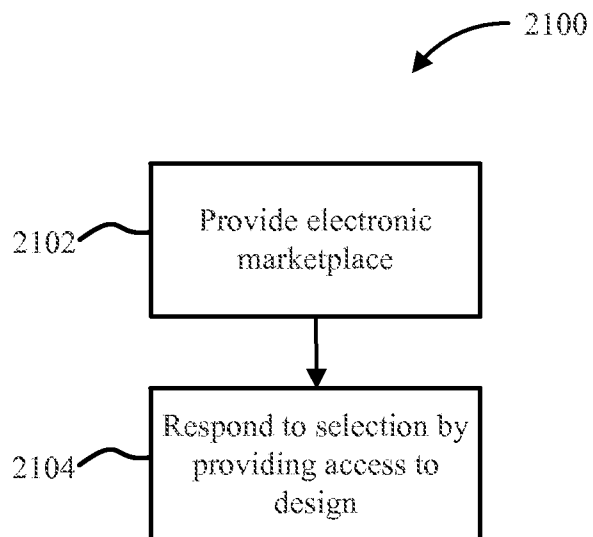 2100
2102
Provide electronic
marketplace
2104
Respond to selection by
providing access to
design